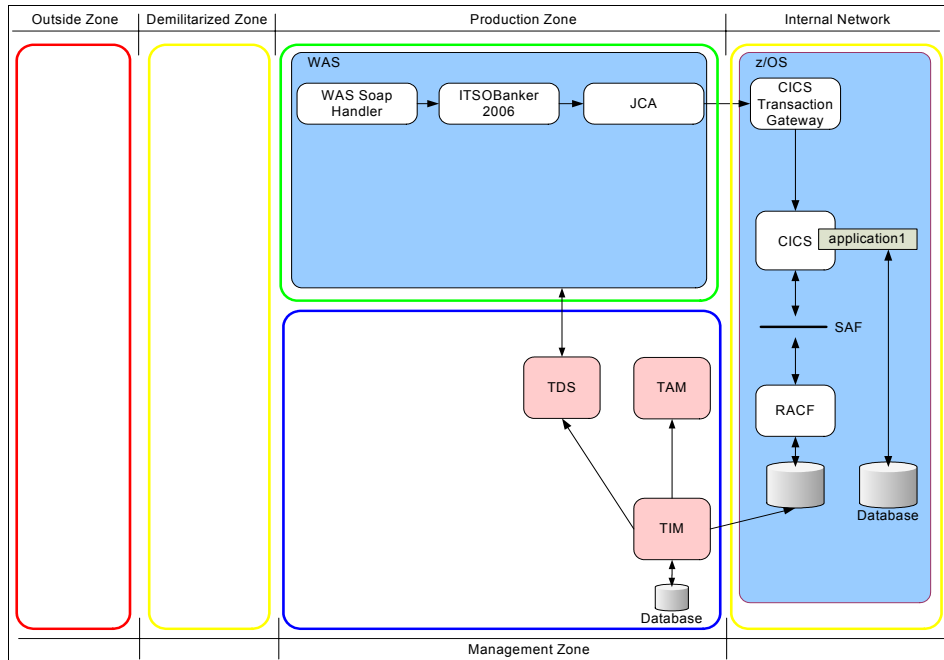 Outside Zone
Demilitarized Zone
Production Zone
Internal Network
WAS
z/OS
WAS Soap
Handler
ITSOBanker
2006
JCA
CICS
Transaction
Gateway
CICS
application1
SAF
TDS
TAM
RACF
TIM
Database
Database
Management Zone